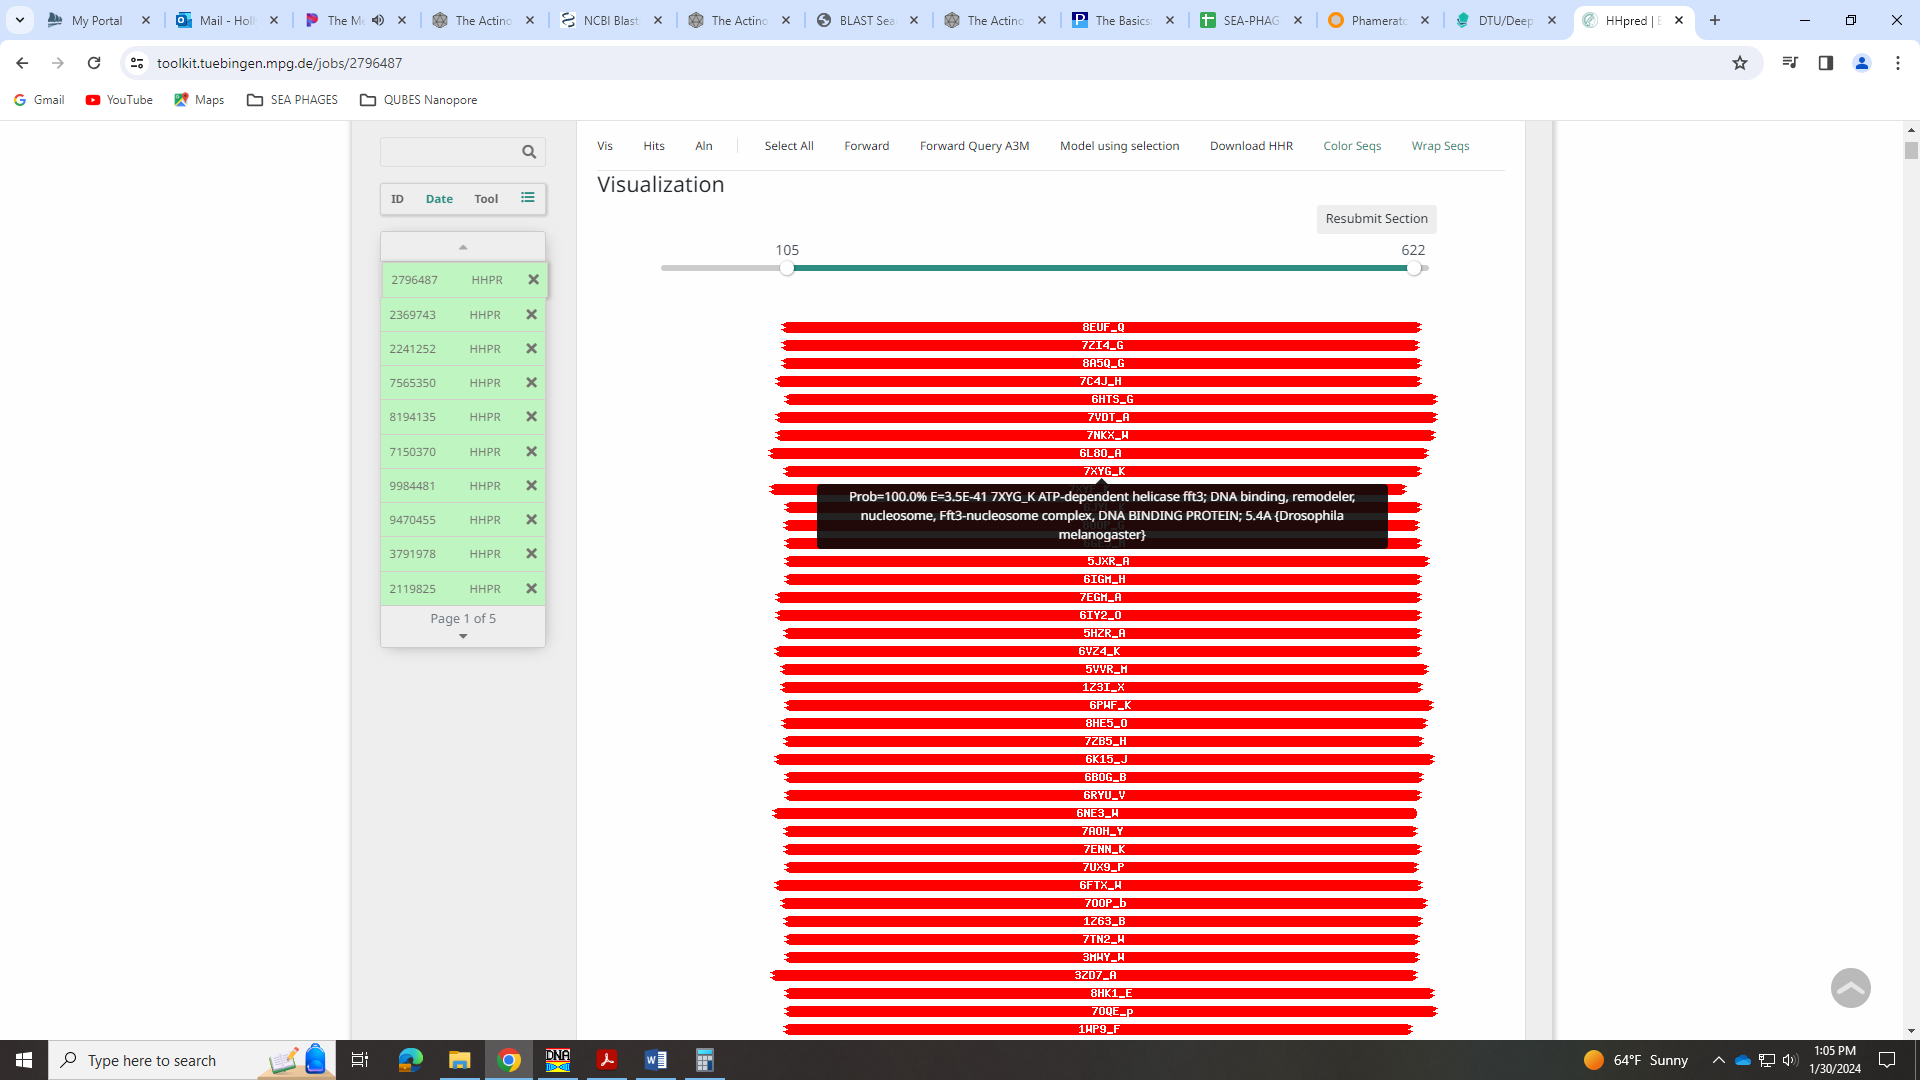 My Portal
Mail - Holl
The Me
The Actino
NCBI Blast
The Actino
BLAST Sea
The Actino
The Basics:
SEA-PHAG
Phamerato
DTU/Deep
HHpred | B
toolkit.tuebingen.mpg.de/jobs/2796487
Gmail
YouTube
Maps
SEA PHAGES
QUBES Nanopore
Vis
Hits
Aln
Select All
Forward
Forward Query A3M
Model using selection
Download HHR
Color Seqs
Wrap Seqs
ID
Date
Tool
2796487 HHPR
2369743 HHPR
2241252 HHPR
7565350 HHPR
8194135 HHPR
7150370 HHPR
9984481 HHPR
9470455 HHPR
3791978 HHPR
2119825 HHPR
Page 1 of 5
Visualization
Resubmit Section
105
622
8EUF_Q
7ZI4_G
8A5Q_G
7C4J_H
6HTS_G
7VDT_A
7NKX_W
6L8O_A
7XYG_K
Prob=100.0% E=3.5E-41 7XYG_K ATP-dependent helicase fft3; DNA binding, remodeler,
nucleosome, Fft3-nucleosome complex, DNA BINDING PROTEIN; 5.4A {Drosophila
melanogaster}
5JXR_A
6IGM_H
7EGM_A
6IY2_O
5HZR_A
6VZ4_K
5VVR_M
1Z3I_X
6PWF_K
8HE5_O
7ZB5_H
6K15_J
6BOG_B
6RYU_V
6NE3_W
7AOH_Y
7ENN_K
7UX9_P
6FTX_W
7OOP_b
1Z63_B
7TN2_W
3MWY_W
3ZD7_A
8HK1_E
7OQE_p
1WP9_F
Type here to search
DNA
64°F Sunny
1:05 PM
1/30/2024